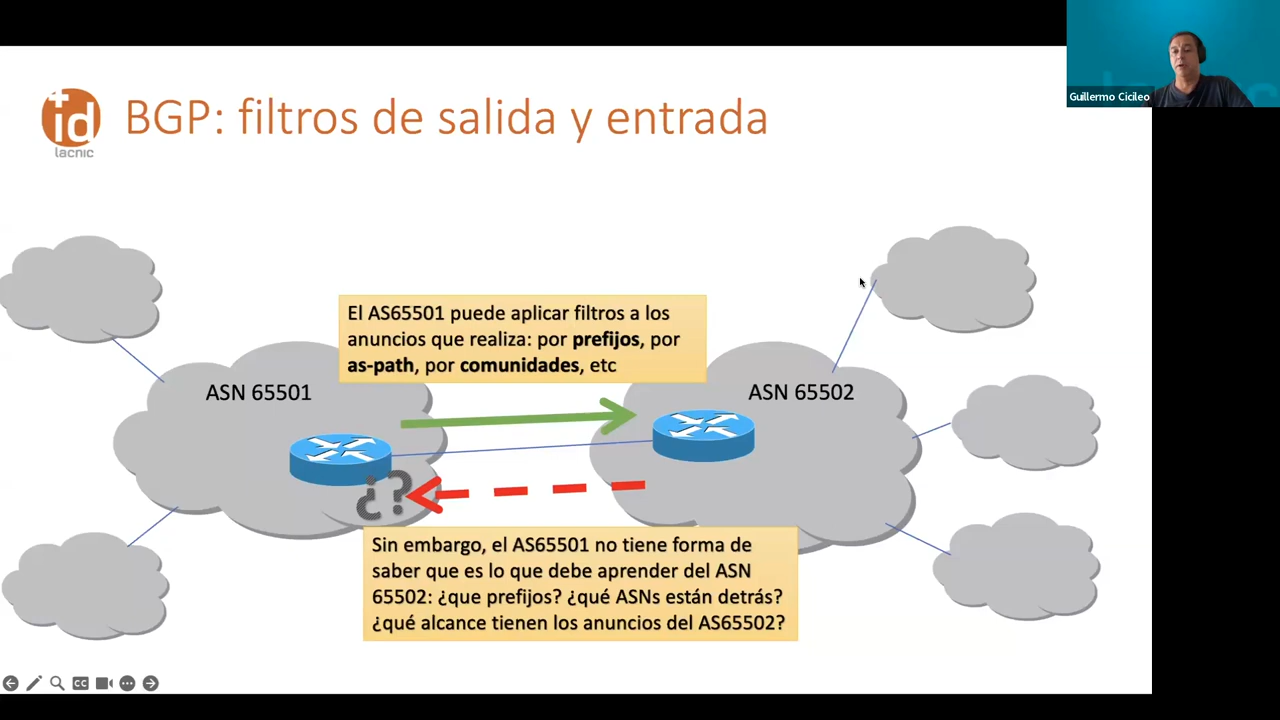 Guillermo Cicileo
id
lacnic
BGP: filtros de salida y entrada
El AS65501 puede aplicar filtros a los
anuncios que realiza: por prefijos, por
as-path, por comunidades, etc
ASN 65501
ASN 65502
¿?
Sin embargo, el AS65501 no tiene forma de
saber que es lo que debe aprender del ASN
65502: ¿que prefijos? ¿qué ASNs están detrás?
¿qué alcance tienen los anuncios del AS65502?
CC